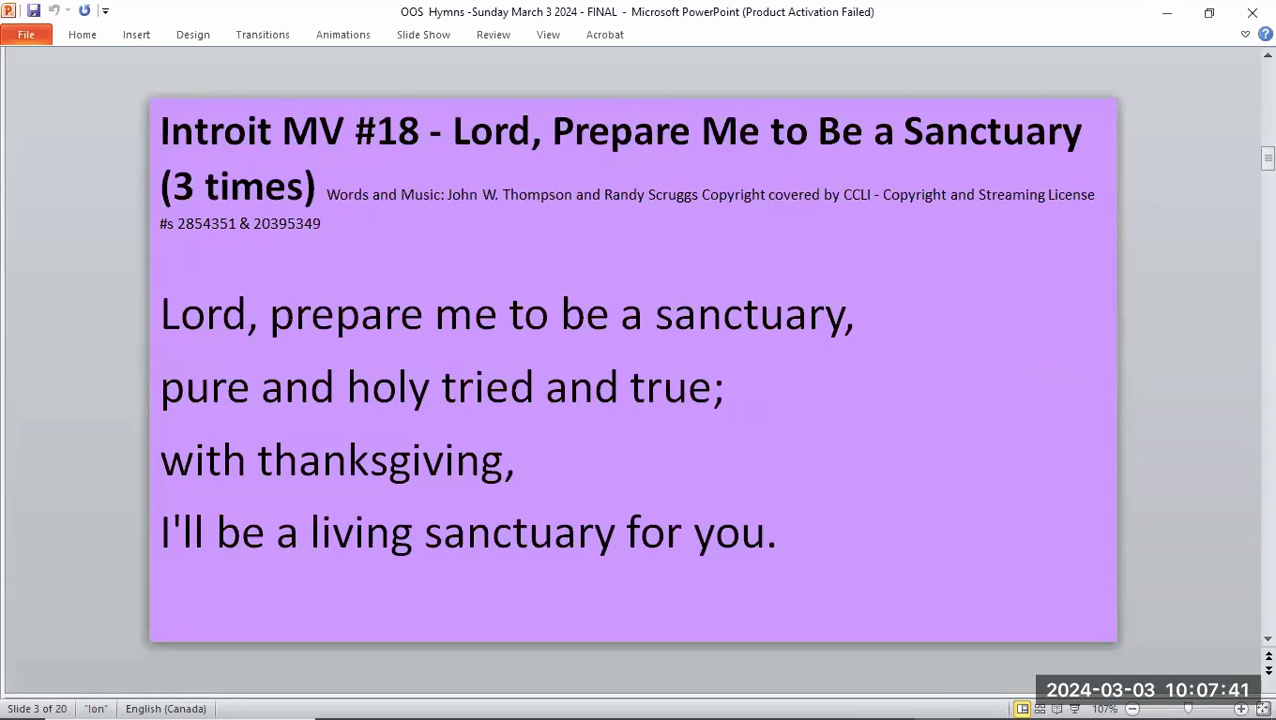 OOS Hymns -Sunday March 3 2024 - FINAL - Microsoft PowerPoint (Product Activation Failed)
File Home Insert Design Transitions Animations Slide Show Review View Acrobat
Introit MV #18 - Lord, Prepare Me to Be a Sanctuary
(3 times) Words and Music: John W. Thompson and Randy Scruggs Copyright covered by CCLI - Copyright and Streaming License
#s 2854351 & 20395349
Lord, prepare me to be a sanctuary,
pure and holy tried and true;
with thanksgiving,
I'll be a living sanctuary for you.
2024-03-03 10:07:41
Slide 3 of 20 "Ion" English (Canada) 107%